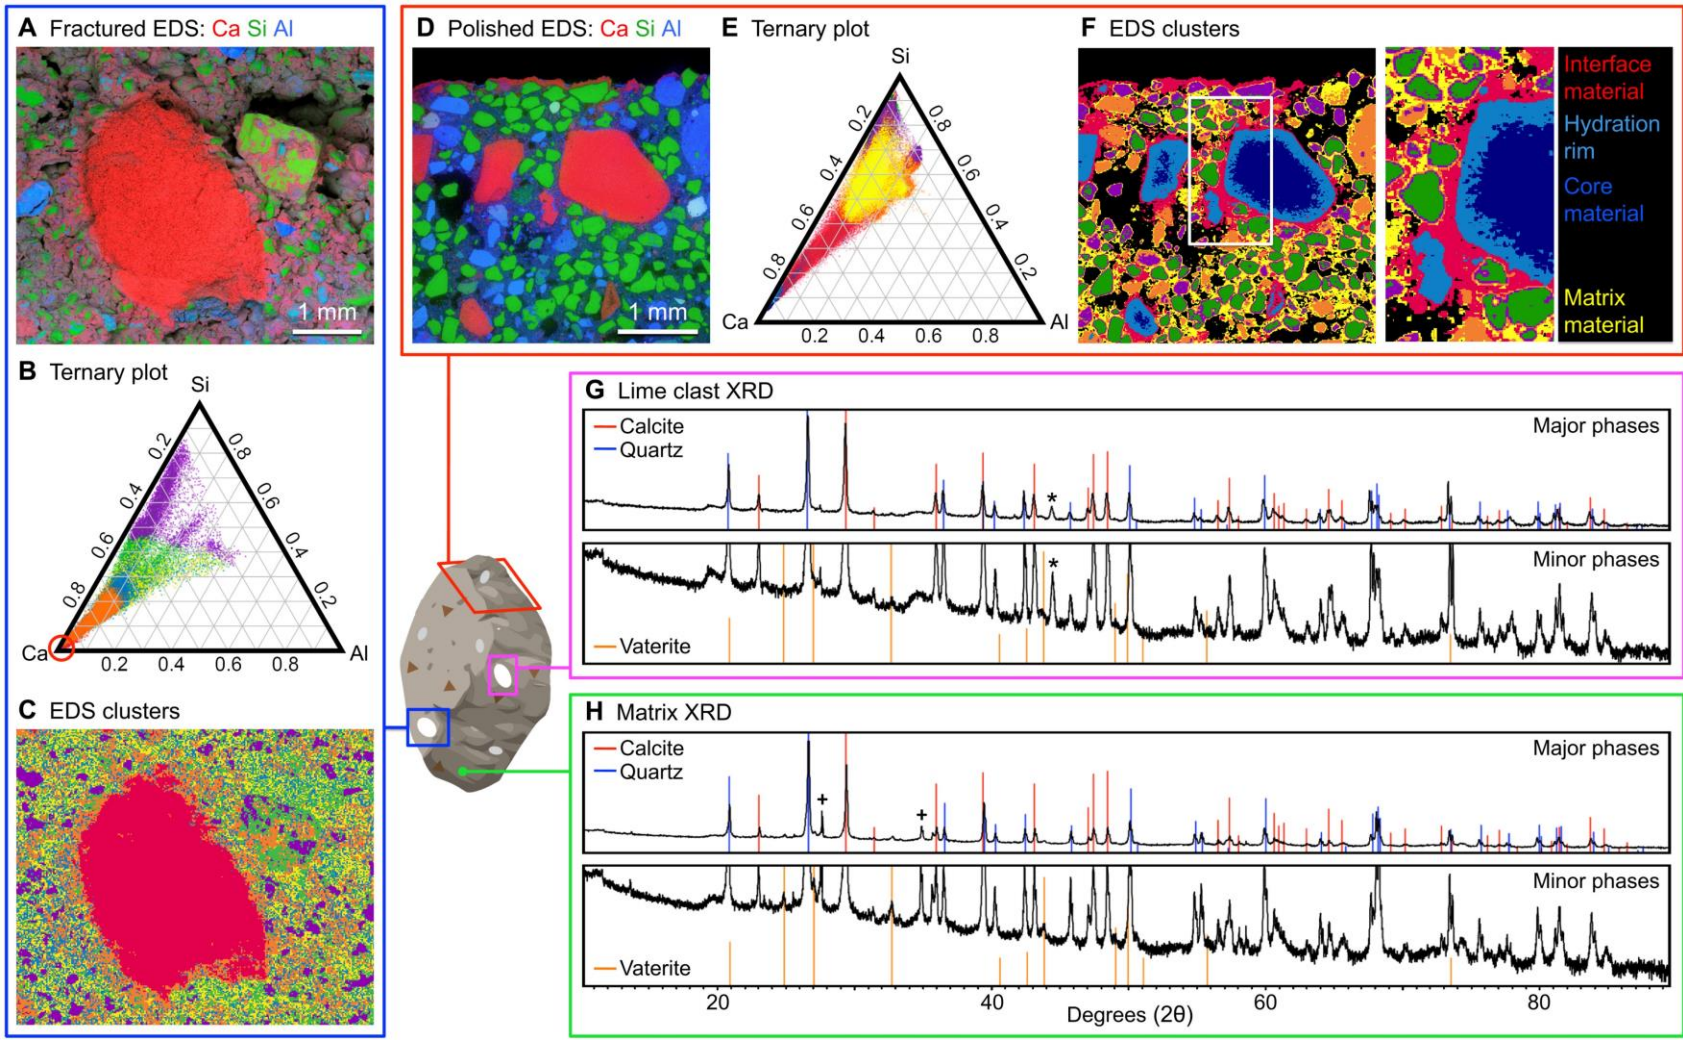 A Fractured EDS: Ca Si Al
1 mm
B Ternary plot
Si
0.2
0.8
0.4
0.6
0.6
0.4
0.8
0.2
Ca
Al
0.2 0.4 0.6 0.8
C EDS clusters
D Polished EDS: Ca Si Al
1 mm
E Ternary plot
Si
0.2
0.8
0.4
0.6
0.6
0.4
0.8
0.2
Ca
Al
0.2 0.4 0.6 0.8
F EDS clusters
Interface
material
Hydration
rim
Core
material
Matrix
material
G Lime clast XRD
Calcite
Quartz
Major phases
*
Minor phases
*
Vaterite
H Matrix XRD
Calcite
Quartz
Major phases
+ +
Minor phases
Vaterite
20 40 60 80
Degrees (2θ)